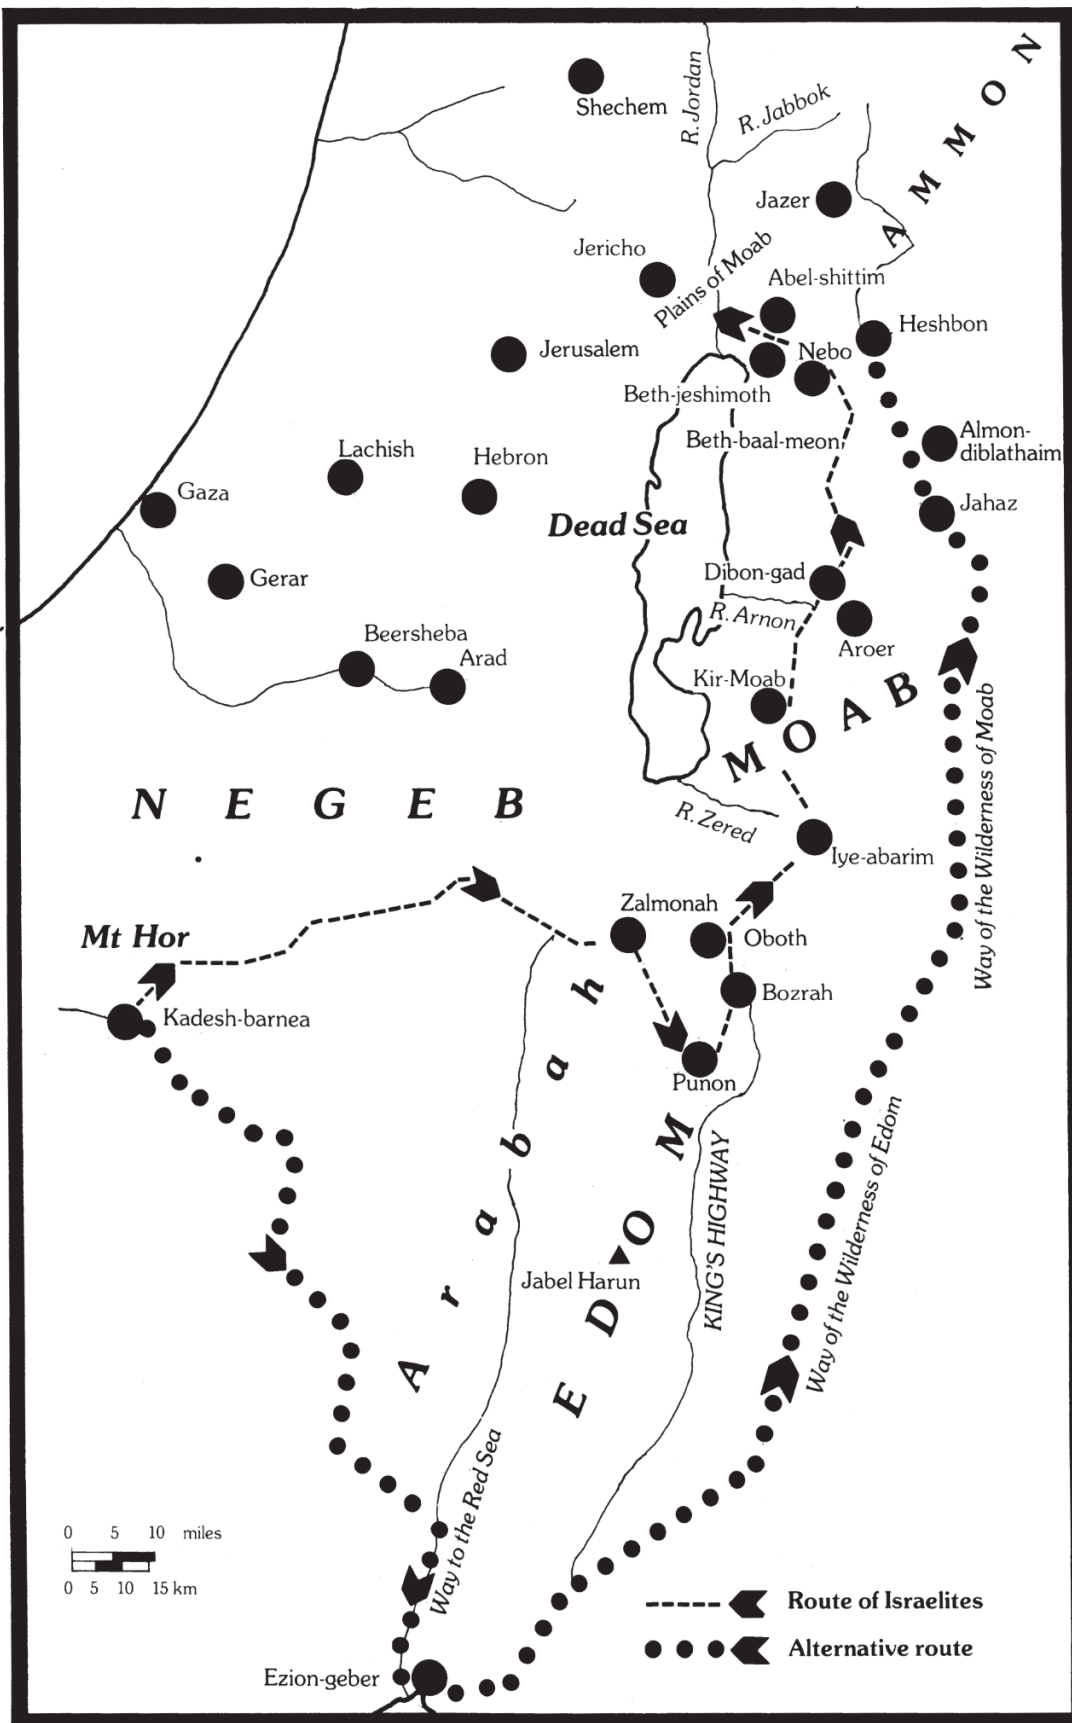 AMMON
Shechem
R. Jordan
R. Jabbok
Jazer
Jericho
Plains of Moab
Abel-shittim
Heshbon
Jerusalem
Nebo
Beth-jeshimoth
Almon-
diblathaim
Beth-baal-meon
Lachish
Hebron
Gaza
Jahaz
Dead Sea
Dibon-gad
Gerar
R. Arnon
Beersheba
Aroer
Arad
Kir-Moab
MOAB
Way of the Wilderness of Moab
NEGEB
R. Zered
Iye-abarim
Zalmonah
Mt Hor
Oboth
Bozrah
Kadesh-barnea
Arabah
Punon
EDOM
KING'S HIGHWAY
Way of the Wilderness of Edom
Jabel Harun
Way to the Red Sea
0 5 10 miles
0 5 10 15 km
Route of Israelites
Alternative route
Ezion-geber